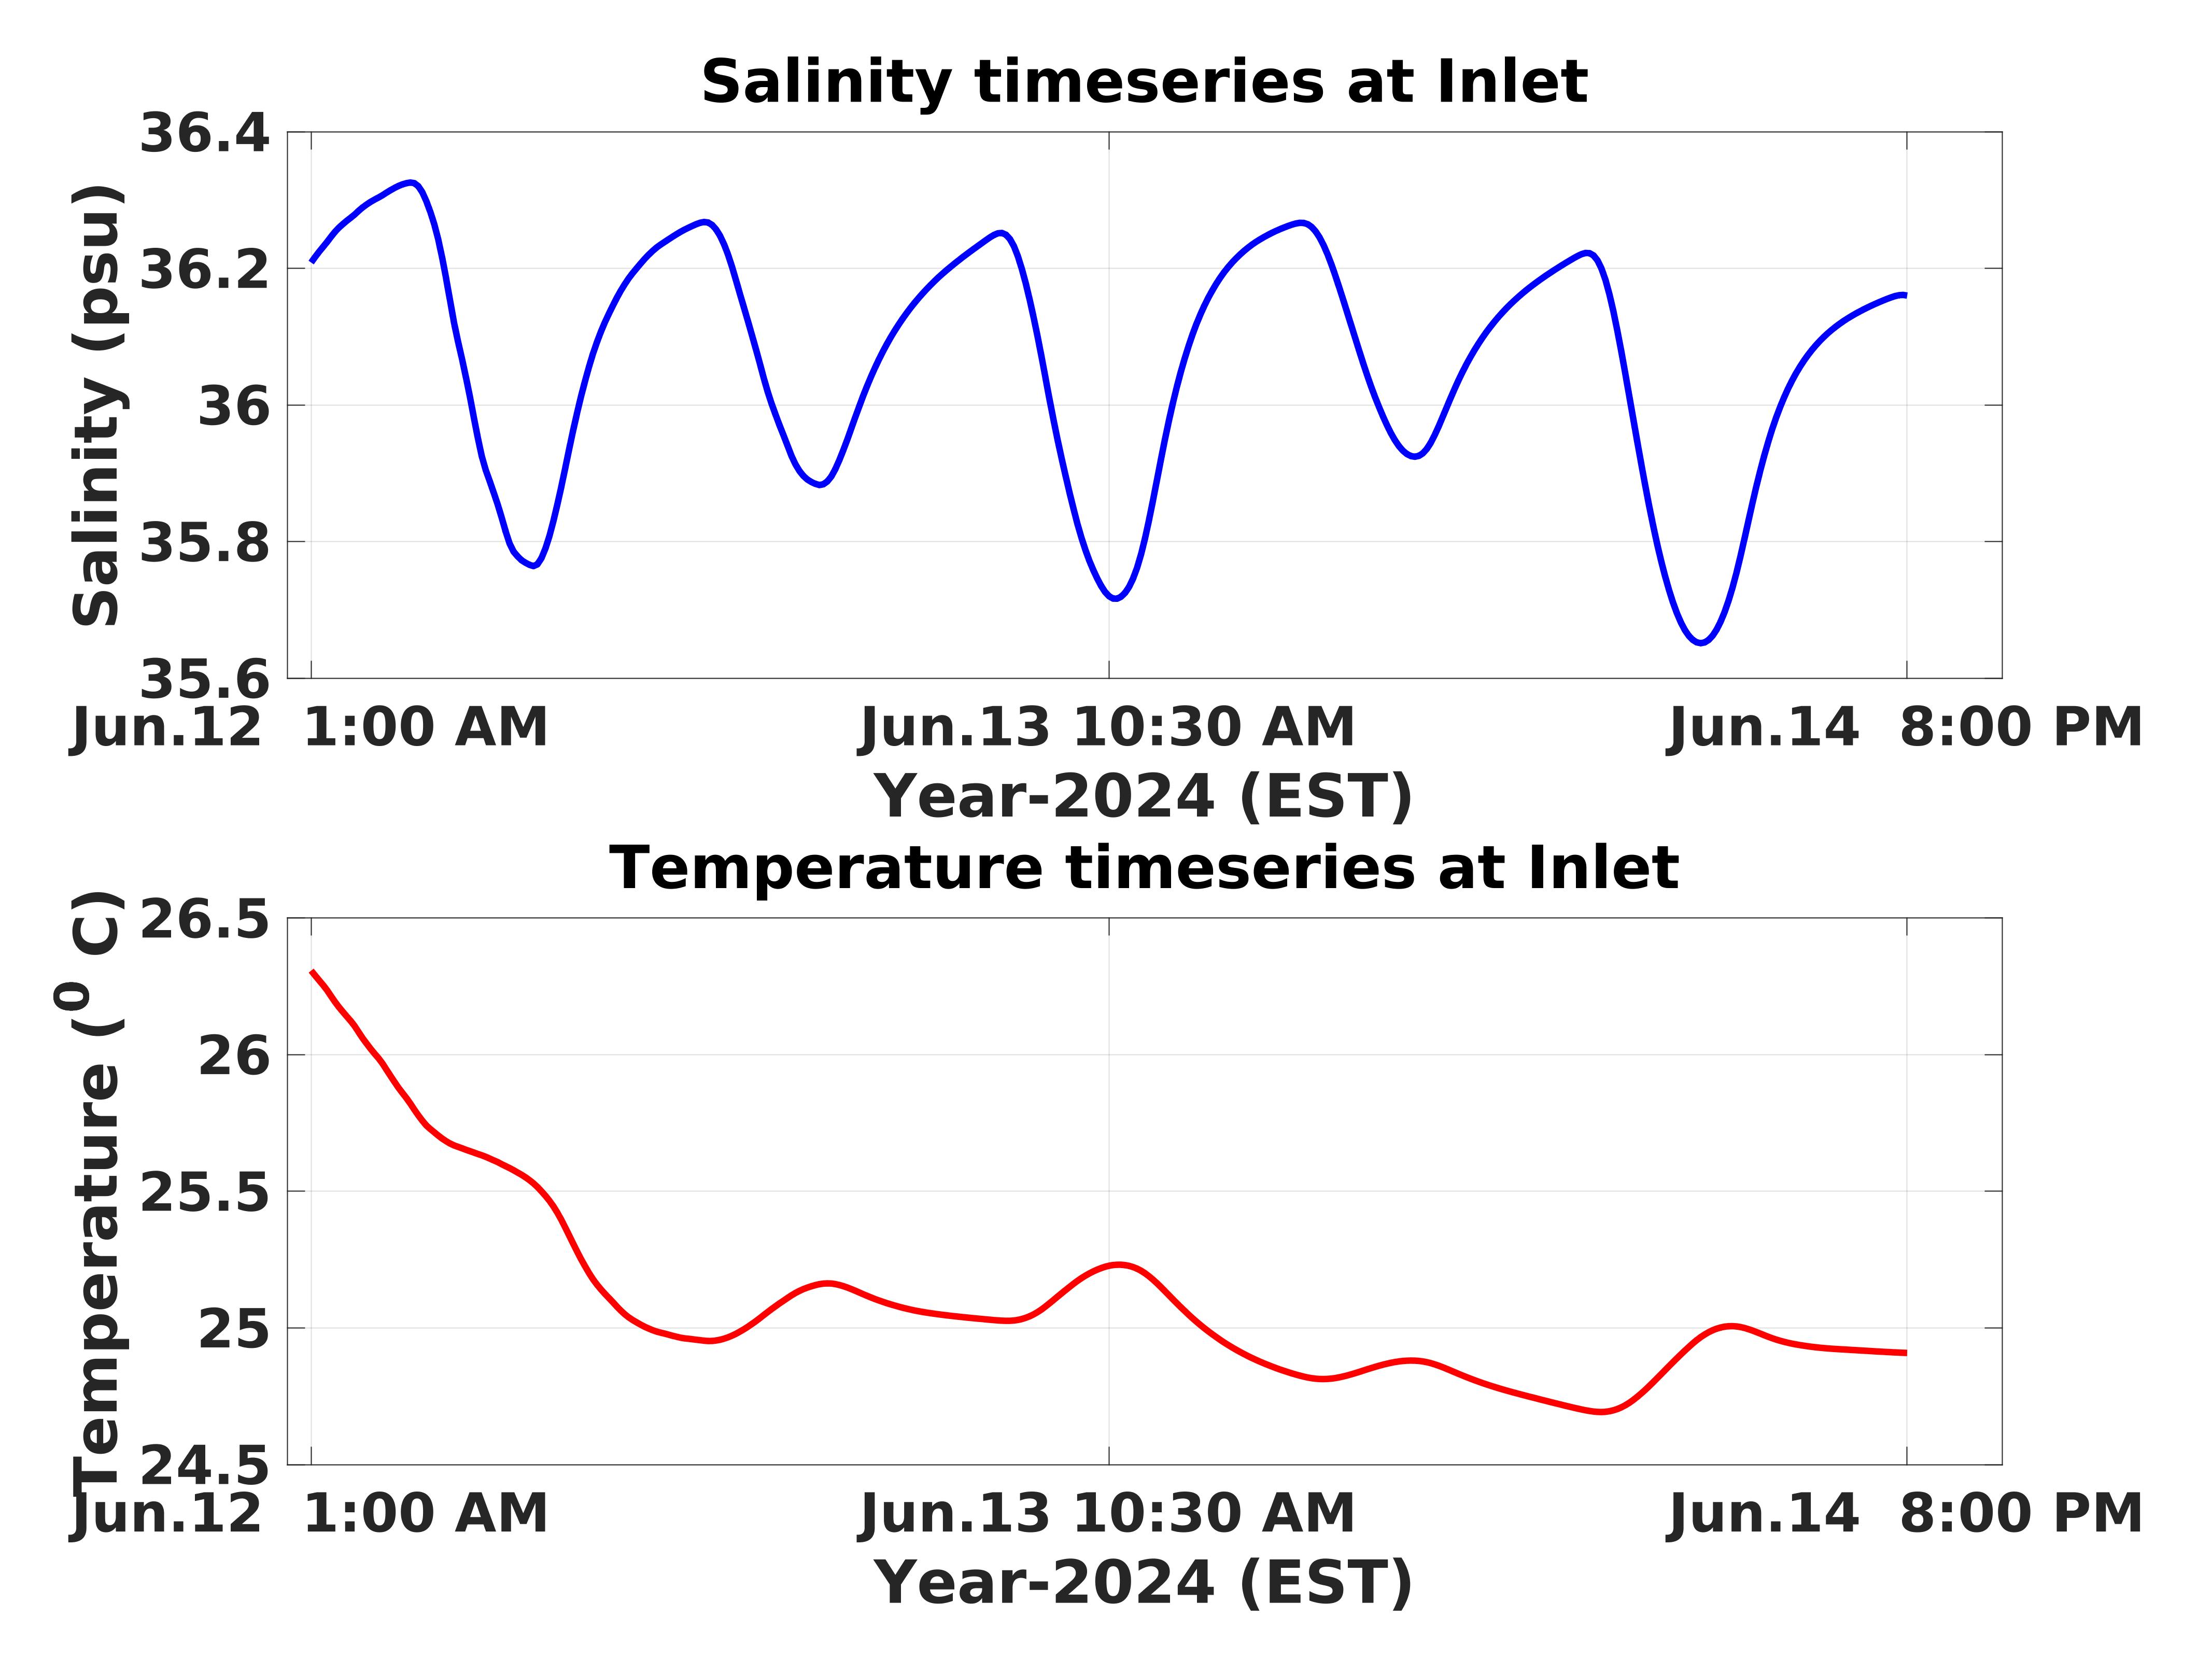 Salinity timeseries at Inlet
Salinity (psu)
36.4
36.2
36
35.8
35.6
Jun.12  1:00 AM
Jun.13 10:30 AM
Jun.14  8:00 PM
Year-2024 (EST)
Temperature timeseries at Inlet
Temperature (⁰ C)
26.5
26
25.5
25
24.5
Jun.12  1:00 AM
Jun.13 10:30 AM
Jun.14  8:00 PM
Year-2024 (EST)